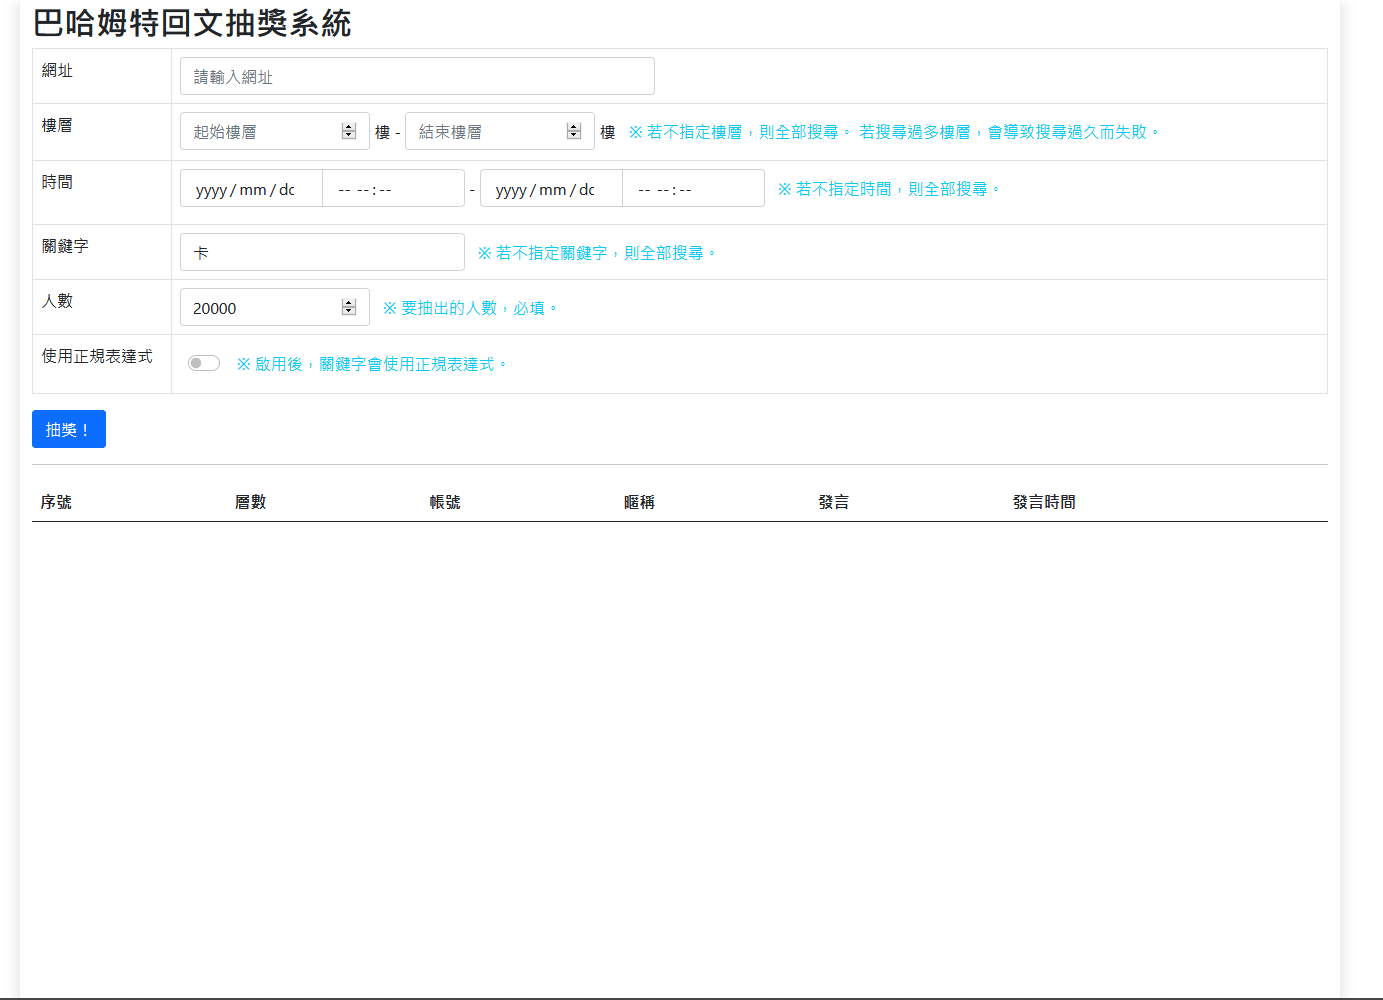 巴哈姆特回文抽獎系統
網址 請輸入網址
樓層 起始樓層 樓 - 結束樓層 樓 ※ 若不指定樓層，則全部搜尋。 若搜尋過多樓層，會導致搜尋過久而失敗。
時間 yyyy / mm / dc -- --:-- - yyyy / mm / dc -- --:-- ※ 若不指定時間，則全部搜尋。
關鍵字 卡 ※ 若不指定關鍵字，則全部搜尋。
人數 20000 ※ 要抽出的人數，必填。
使用正規表達式 ※ 啟用後，關鍵字會使用正規表達式。
抽獎！
序號 層數 帳號 暱稱 發言 發言時間